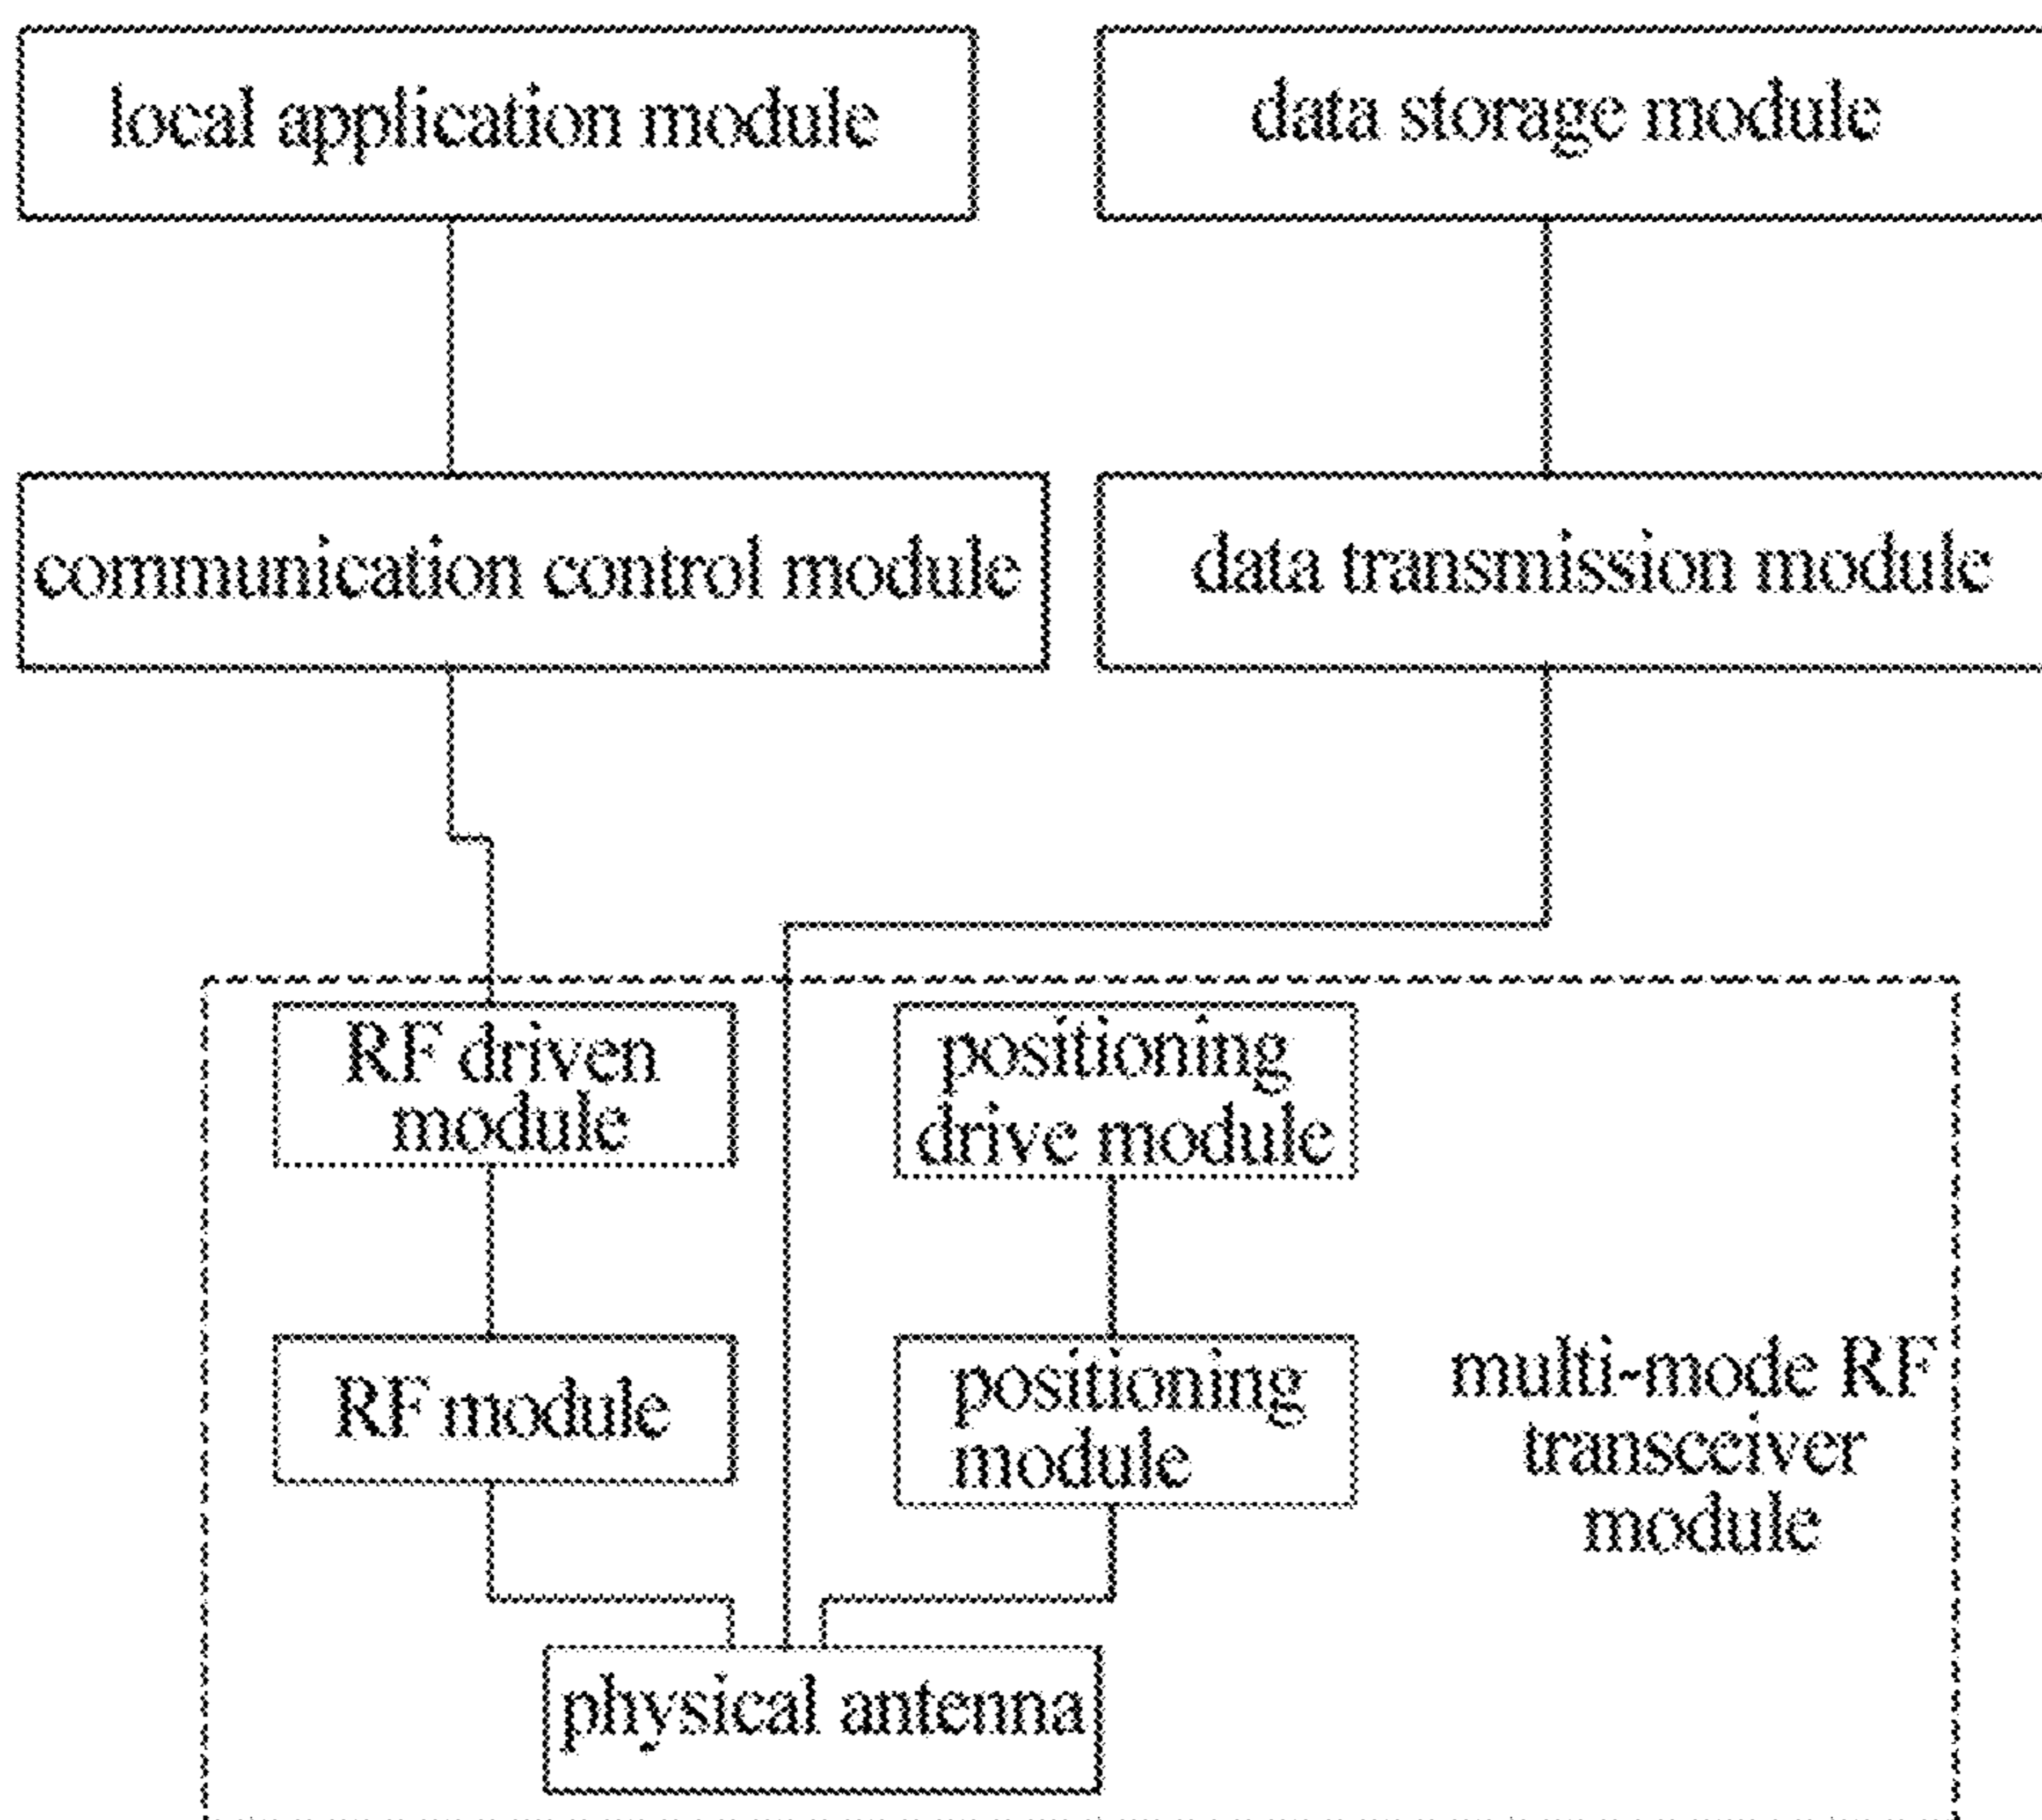 local application module
data storage module
communication control module
data transmission module
RF driven
module
positioning
drive module
RF module
positioning
module
multi-mode RF
transceiver
module
physical antenna